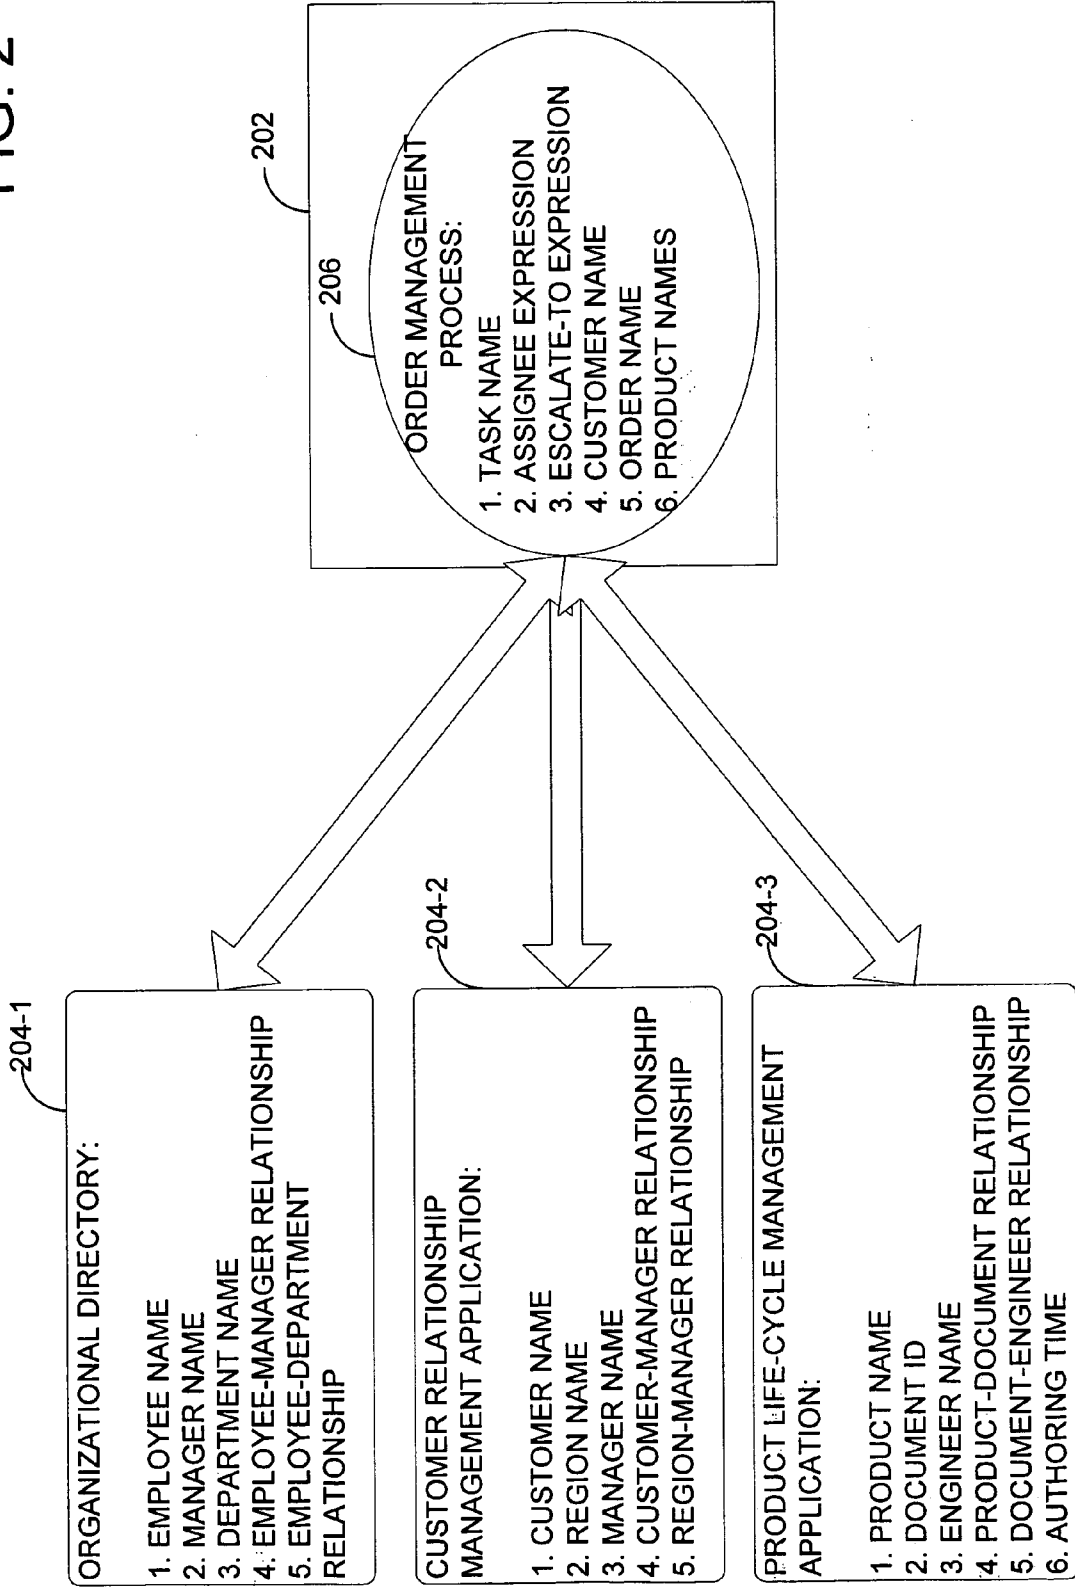 FIG. 2
204-1
ORGANIZATIONAL DIRECTORY:
1. EMPLOYEE NAME
2. MANAGER NAME
3. DEPARTMENT NAME
4. EMPLOYEE-MANAGER RELATIONSHIP
5. EMPLOYEE-DEPARTMENT
RELATIONSHIP
204-2
CUSTOMER RELATIONSHIP
MANAGEMENT APPLICATION:
1. CUSTOMER NAME
2. REGION NAME
3. MANAGER NAME
4. CUSTOMER-MANAGER RELATIONSHIP
5. REGION-MANAGER RELATIONSHIP
204-3
PRODUCT LIFE-CYCLE MANAGEMENT
APPLICATION:
1. PRODUCT NAME
2. DOCUMENT ID
3. ENGINEER NAME
4. PRODUCT-DOCUMENT RELATIONSHIP
5. DOCUMENT-ENGINEER RELATIONSHIP
6. AUTHORING TIME
202
206
ORDER MANAGEMENT
PROCESS:
1. TASK NAME
2. ASSIGNEE EXPRESSION
3. ESCALATE-TO EXPRESSION
4. CUSTOMER NAME
5. ORDER NAME
6. PRODUCT NAMES